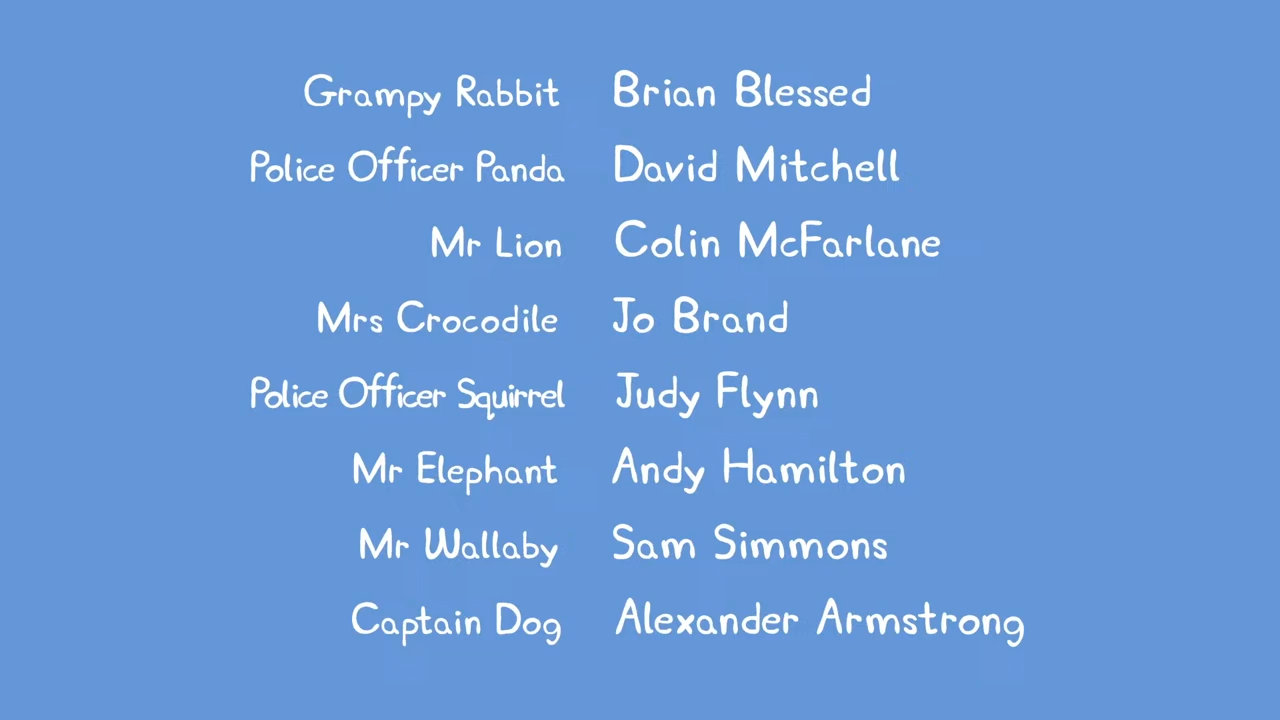 Grampy Rabbit Brian Blessed
Police Officer Panda David Mitchell
Mr Lion Colin McFarlane
Mrs Crocodile Jo Brand
Police Officer Squirrel Judy Flynn
Mr Elephant Andy Hamilton
Mr Wallaby Sam Simmons
Captain Dog Alexander Armstrong